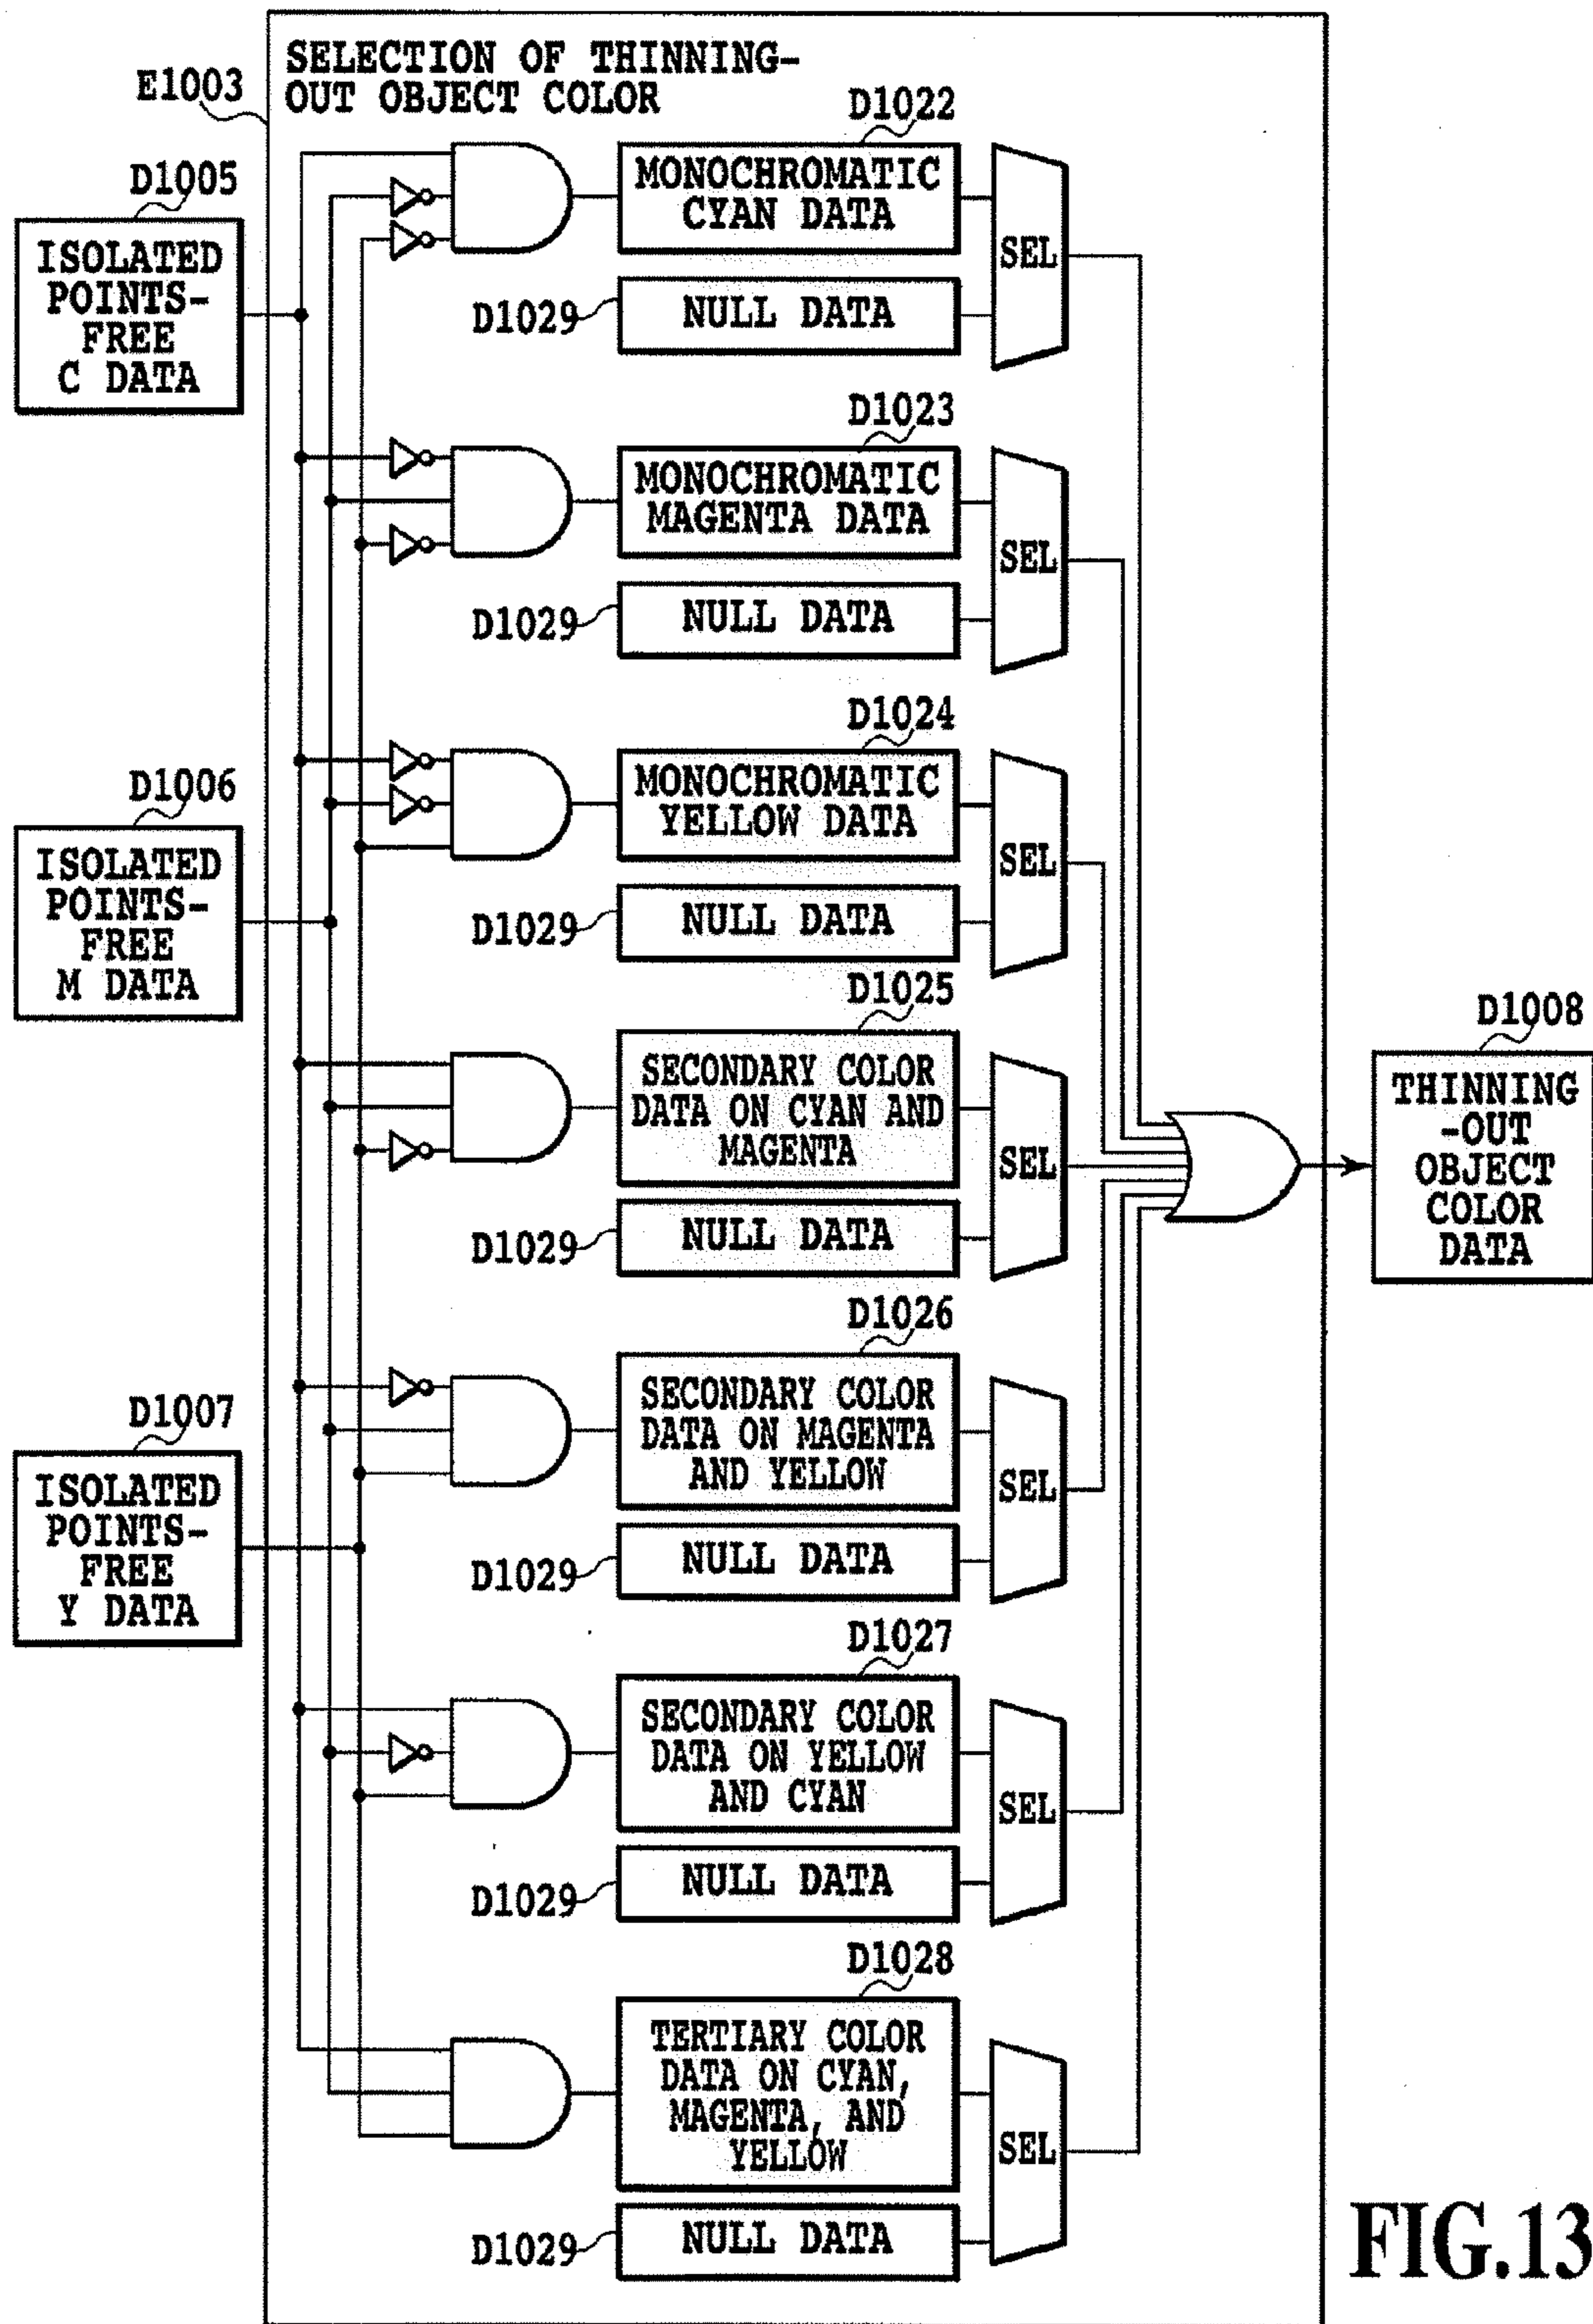 SELECTION OF THINNING-
OUT OBJECT COLOR
E1003
D1005
ISOLATED
POINTS-
FREE
C DATA
D1006
ISOLATED
POINTS-
FREE
M DATA
D1007
ISOLATED
POINTS-
FREE
Y DATA
D1022
MONOCHROMATIC
CYAN DATA
SEL
D1029
NULL DATA
D1023
MONOCHROMATIC
MAGENTA DATA
SEL
D1029
NULL DATA
D1024
MONOCHROMATIC
YELLOW DATA
SEL
D1029
NULL DATA
D1025
SECONDARY COLOR
DATA ON CYAN AND
MAGENTA
SEL
D1029
NULL DATA
D1026
SECONDARY COLOR
DATA ON MAGENTA
AND YELLOW
SEL
D1029
NULL DATA
D1027
SECONDARY COLOR
DATA ON YELLOW
AND CYAN
SEL
D1029
NULL DATA
D1028
TERTIARY COLOR
DATA ON CYAN,
MAGENTA, AND
YELLOW
SEL
D1029
NULL DATA
D1008
THINNING
-OUT
OBJECT
COLOR
DATA
FIG.13